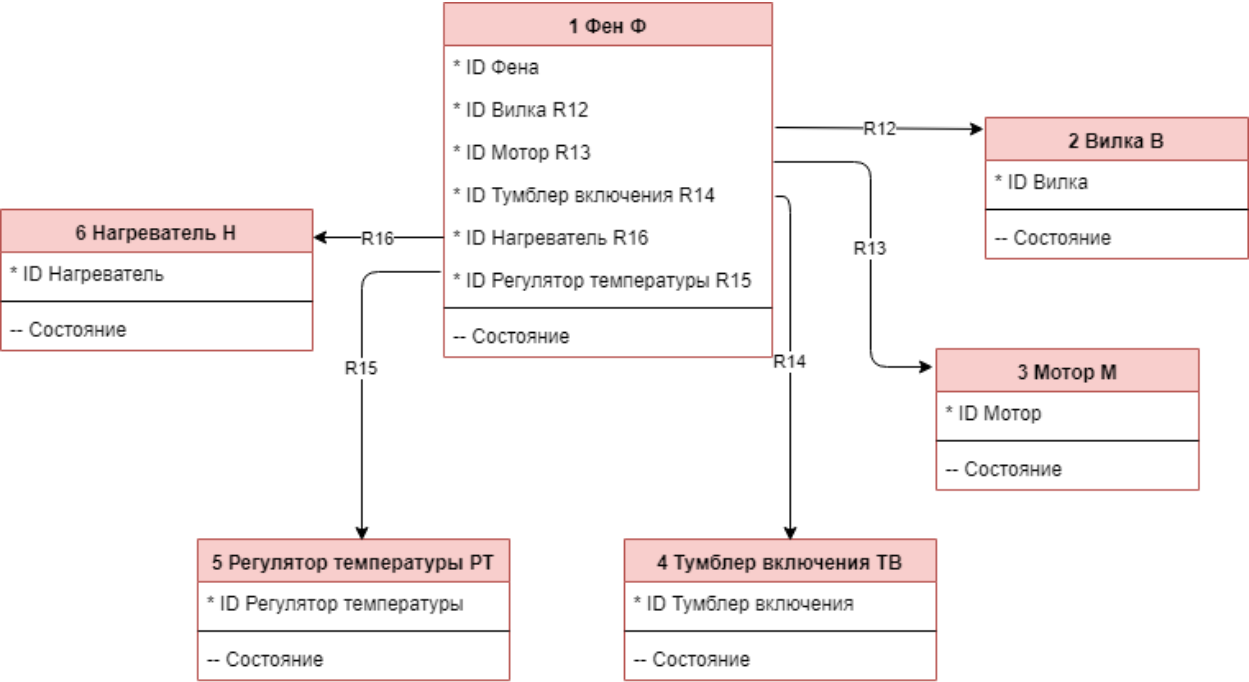 1 Фен Ф
* ID Фена
* ID Вилка R12
* ID Мотор R13
* ID Тумблер включения R14
* ID Нагреватель R16
* ID Регулятор температуры R15
-- Состояние
R12
2 Вилка В
* ID Вилка
-- Состояние
R13
3 Мотор М
* ID Мотор
-- Состояние
R16
6 Нагреватель Н
* ID Нагреватель
-- Состояние
R15
R14
5 Регулятор температуры РТ
* ID Регулятор температуры
-- Состояние
4 Тумблер включения ТВ
* ID Тумблер включения
-- Состояние